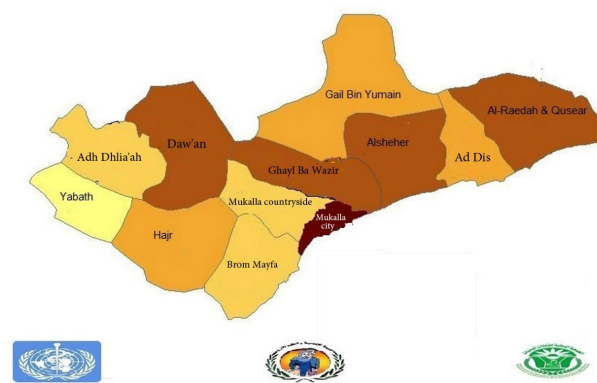 Gail Bin Yumain
Al-Raedah & Qusear
Adh Dhlia'ah
Daw'an
Alsheher
Ad Dis
Ghayl Ba Wazir
Yabath
Mukalla countryside
Mukalla
city
Hajr
Brom Mayfa